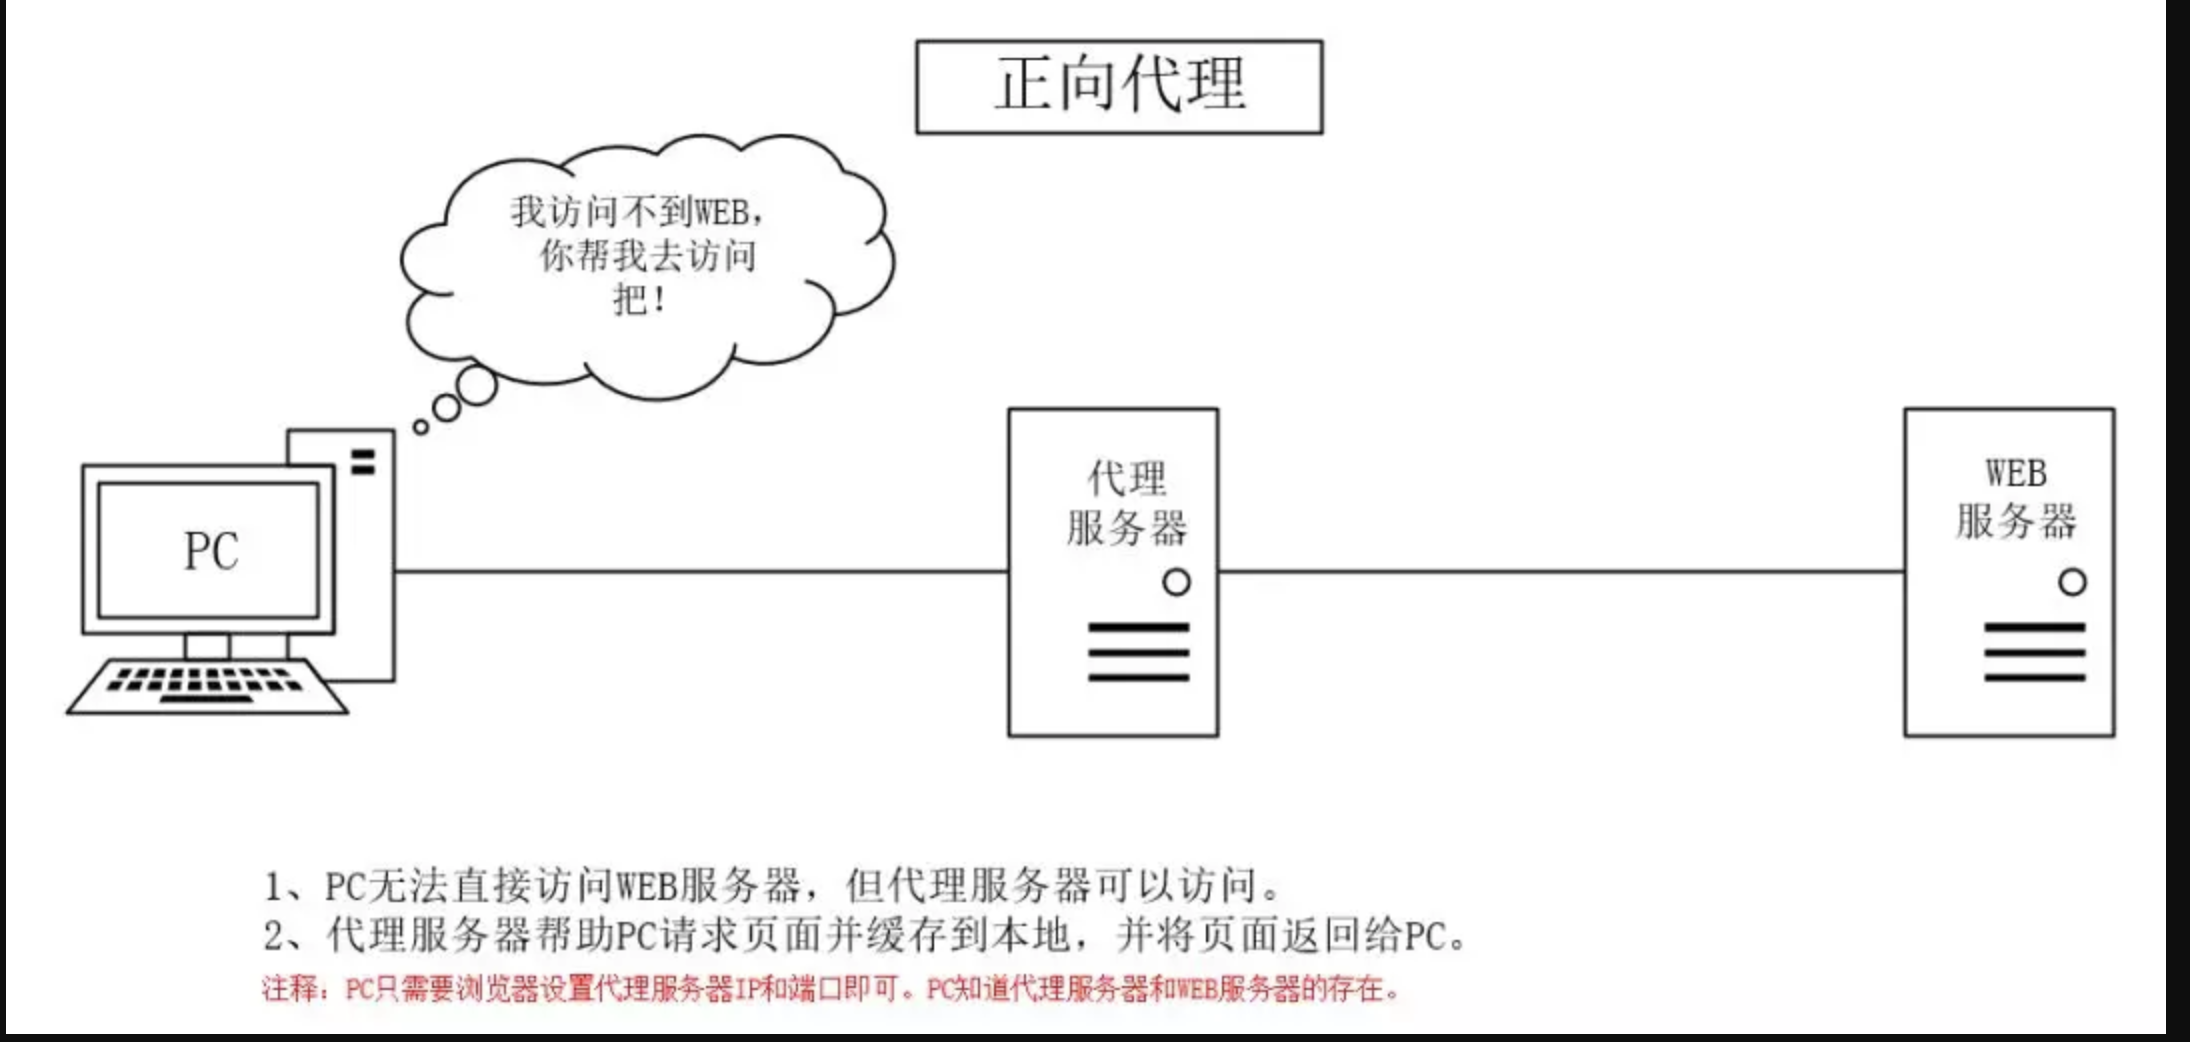 正向代理
我访问不到WEB，
你帮我去访问
把！
PC
代理
服务器
WEB
服务器
1、PC无法直接访问WEB服务器，但代理服务器可以访问。
2、代理服务器帮助PC请求页面并缓存到本地，并将页面返回给PC。
注释：PC只需要浏览器设置代理服务器IP和端口即可。PC知道代理服务器和WEB服务器的存在。